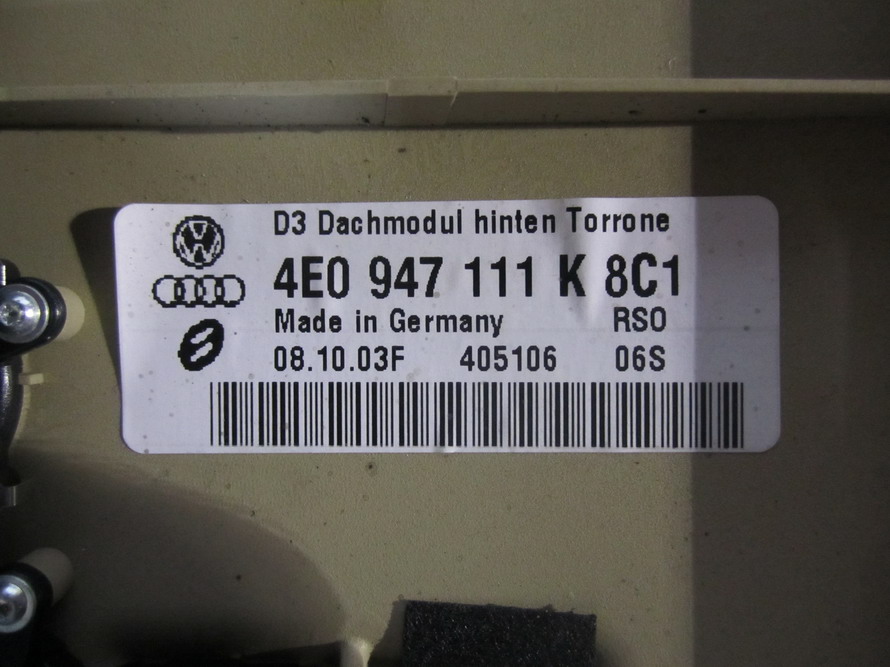 D3 Dachmodul hinten Torrone
4E0 947 111 K 8C1
Made in Germany RSO
08.10.03F 405106 06S